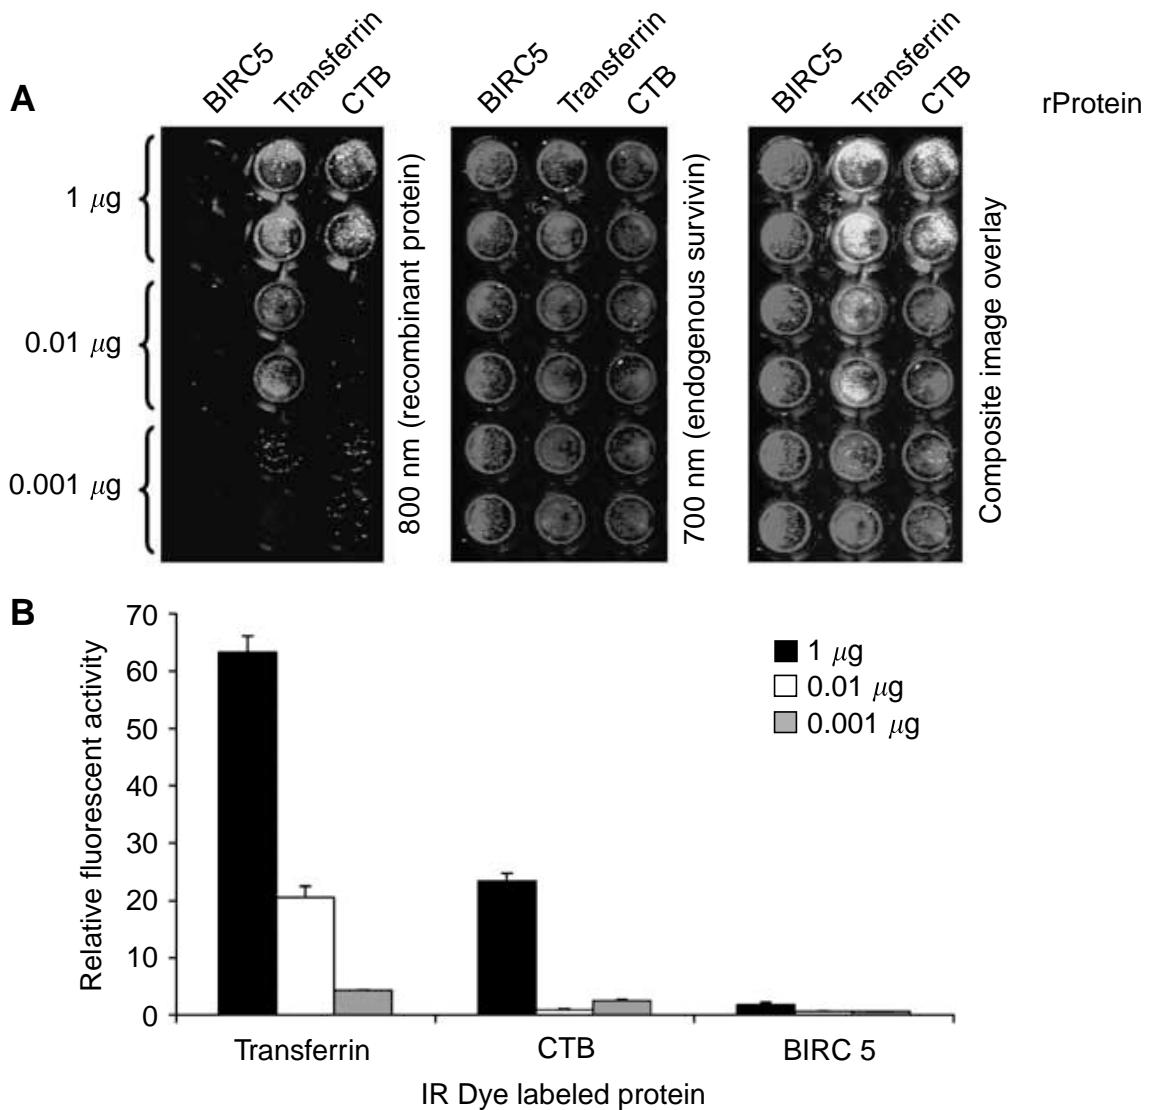 A
BIRC5
Transferrin
CTB
BIRC5
Transferrin
CTB
BIRC5
Transferrin
CTB
rProtein
1 μg
0.01 μg
0.001 μg
800 nm (recombinant protein)
700 nm (endogenous survivin)
Composite image overlay
B
Relative fluorescent activity
70
60
50
40
30
20
10
0
1 μg
0.01 μg
0.001 μg
Transferrin
CTB
BIRC 5
IR Dye labeled protein